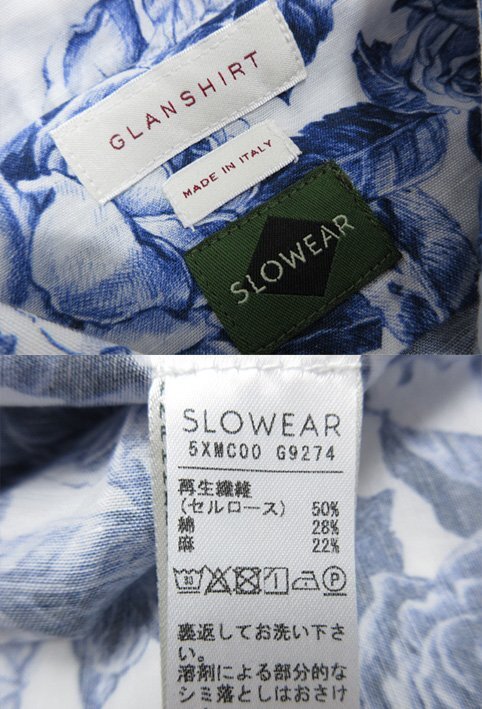 GLANSHIRT
MADE IN ITALY
SLOWEAR
SLOWEAR
5XMC00 G9274
再生繊維
(セルロース) 50%
綿 28%
麻 22%
30 P
裏返してお洗い下さ
い。
溶剤による部分的な
シミ落としはおさけ